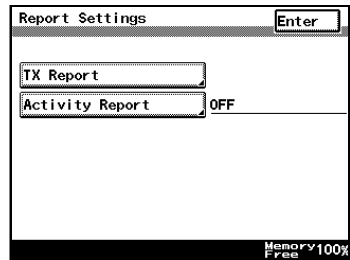 Report Settings
Enter
TX Report
Activity Report
OFF
Memory
Free 100%